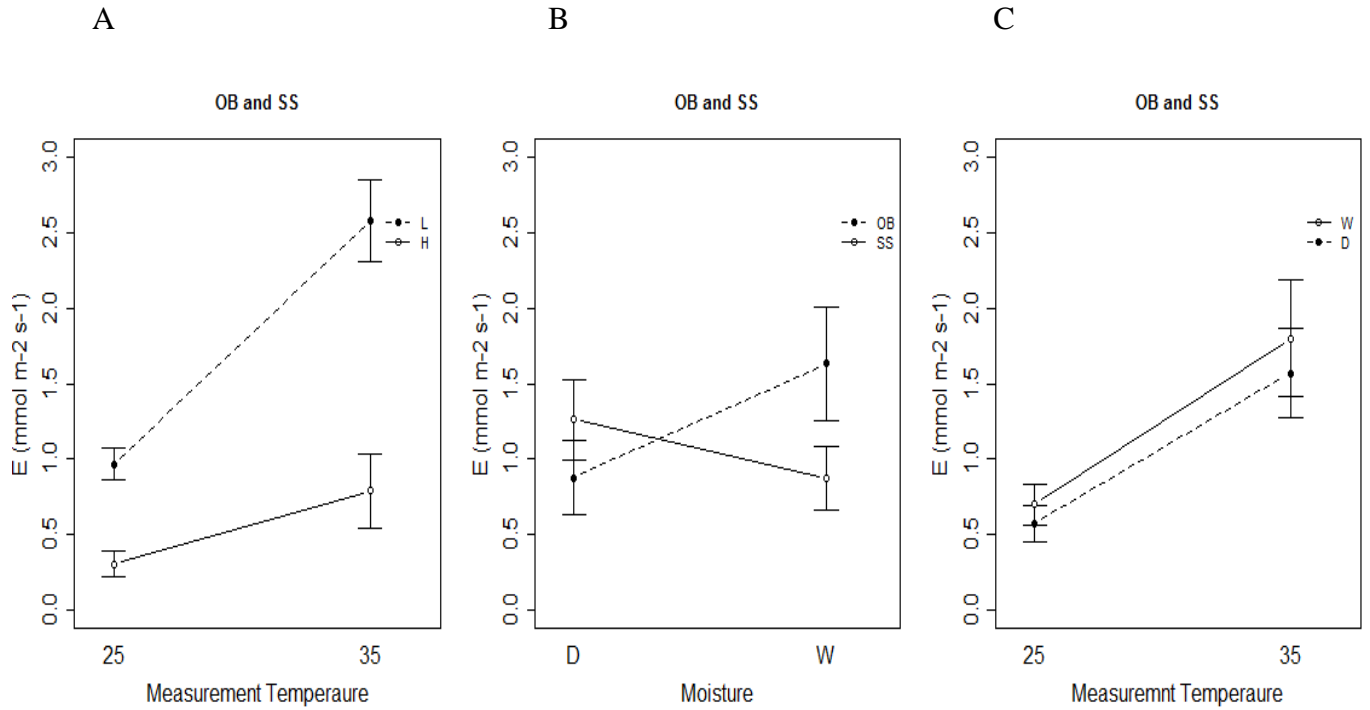 A
B
C
OB and SS
E (mmol m-2 s-1)
3.0
2.5
2.0
1.5
1.0
0.5
0.0
L
H
25
35
Measurement Temperaure
OB and SS
E (mmol m-2 s-1)
3.0
2.5
2.0
1.5
1.0
0.5
0.0
OB
SS
D
W
Moisture
OB and SS
E (mmol m-2 s-1)
3.0
2.5
2.0
1.5
1.0
0.5
0.0
W
D
25
35
Measuremnt Temperaure